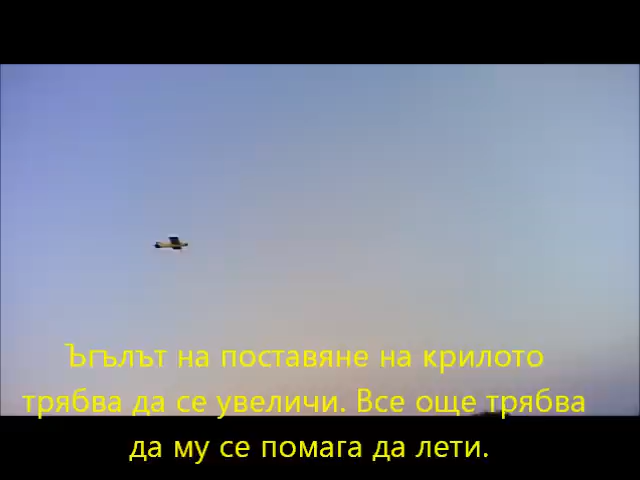 Ъгълът на поставяне на крилото
трябва да се увеличи. Все още трябва
да му се помага да лети.